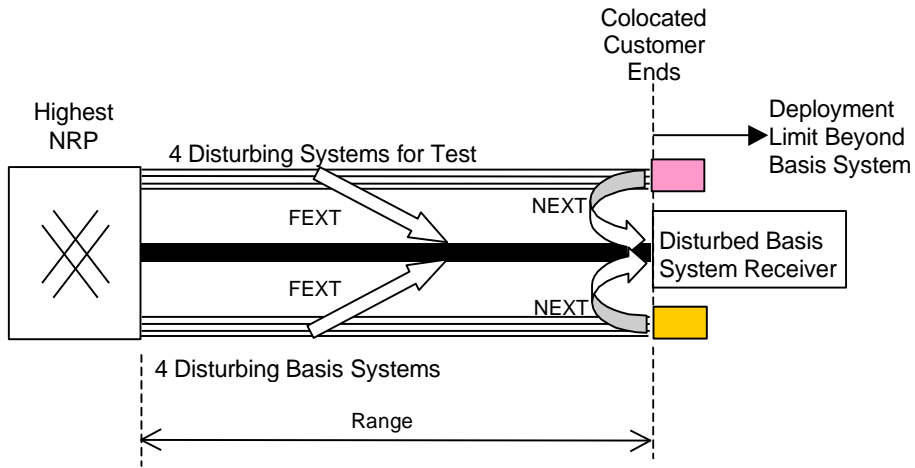 Colocated
Customer
Ends
Highest
NRP
Deployment
Limit Beyond
Basis System
4 Disturbing Systems for Test
FEXT
NEXT
Disturbed Basis
System Receiver
FEXT
NEXT
4 Disturbing Basis Systems
Range